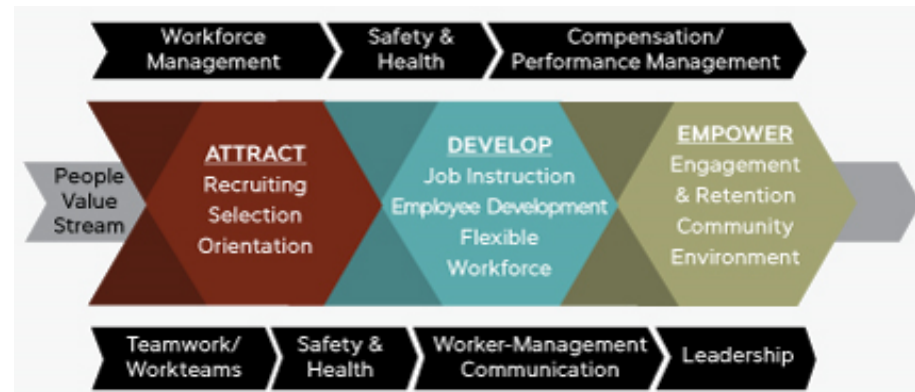 Workforce
Management
Safety &
Health
Compensation/
Performance Management
People
Value
Stream
ATTRACT
Recruiting
Selection
Orientation
DEVELOP
Job Instruction
Employee Development
Flexible
Workforce
EMPOWER
Engagement
& Retention
Community
Environment
Teamwork/
Workteams
Safety &
Health
Worker-Management
Communication
Leadership